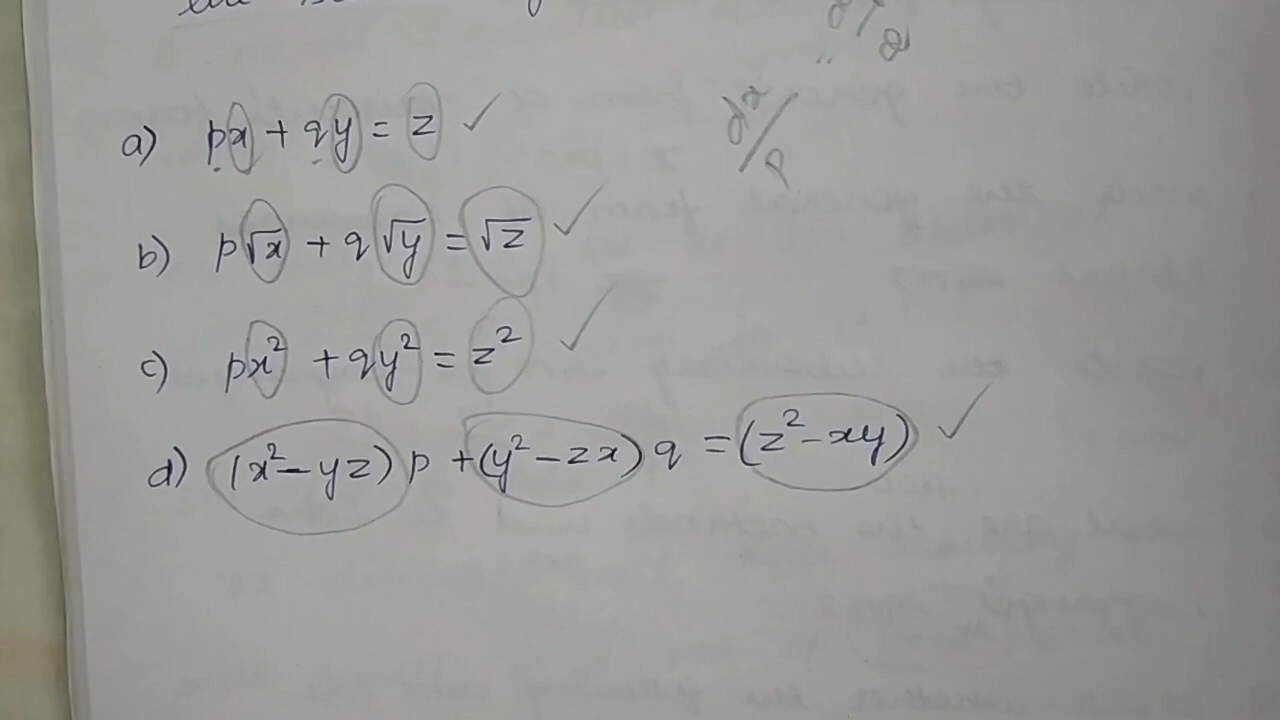 a) px + qy = z ✓
b) p√x + q√y = √z ✓
c) px² + qy² = z² ✓
d) (x²-yz)p + (y²-zx)q = (z²-xy) ✓